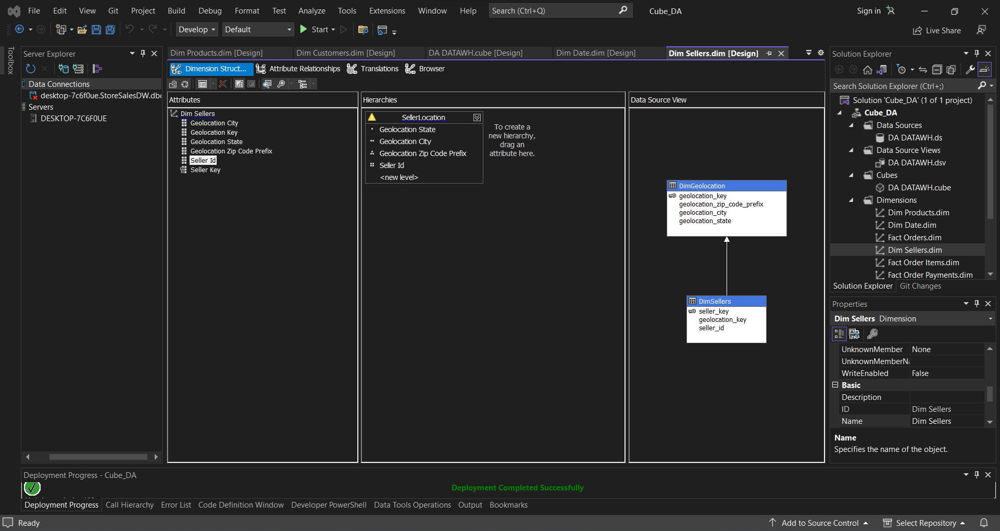 File Edit View Git Project Build Debug Format Test Analyze Tools Extensions Window Help Search (Ctrl+Q) Cube_DA Sign in
Develop Default Start Live Share
Toolbox
Server Explorer
Data Connections
desktop-7c6f0ue.StoreSalesDW.dbo
Servers
DESKTOP-7C6F0UE
Dim Products.dim [Design] Dim Customers.dim [Design] DA DATAWH.cube [Design] Dim Date.dim [Design] Dim Sellers.dim [Design]
Dimension Struct... Attribute Relationships Translations Browser
Attributes
Dim Sellers
Geolocation City
Geolocation Key
Geolocation State
Geolocation Zip Code Prefix
Seller Id
Seller Key
Hierarchies
SellerLocation
Geolocation State
Geolocation City
Geolocation Zip Code Prefix
Seller Id
<new level>
To create a
new hierarchy,
drag an
attribute here.
Data Source View
DimGeolocation
geolocation_key
geolocation_zip_code_prefix
geolocation_city
geolocation_state
DimSellers
seller_key
geolocation_key
seller_id
Solution Explorer
Search Solution Explorer (Ctrl+;)
Solution 'Cube_DA' (1 of 1 project)
Cube_DA
Data Sources
DA DATAWH.ds
Data Source Views
DA DATAWH.dsv
Cubes
DA DATAWH.cube
Dimensions
Dim Products.dim
Dim Date.dim
Fact Orders.dim
Dim Sellers.dim
Fact Order Items.dim
Fact Order Payments.dim
Solution Explorer Git Changes
Properties
Dim Sellers Dimension
UnknownMember None
UnknownMemberNa
WriteEnabled False
Basic
Description
ID Dim Sellers
Name Dim Sellers
Name
Specifies the name of the object.
Deployment Progress - Cube_DA
Deployment Completed Successfully
Deployment Progress Call Hierarchy Error List Code Definition Window Developer PowerShell Data Tools Operations Output Bookmarks
Ready Add to Source Control Select Repository